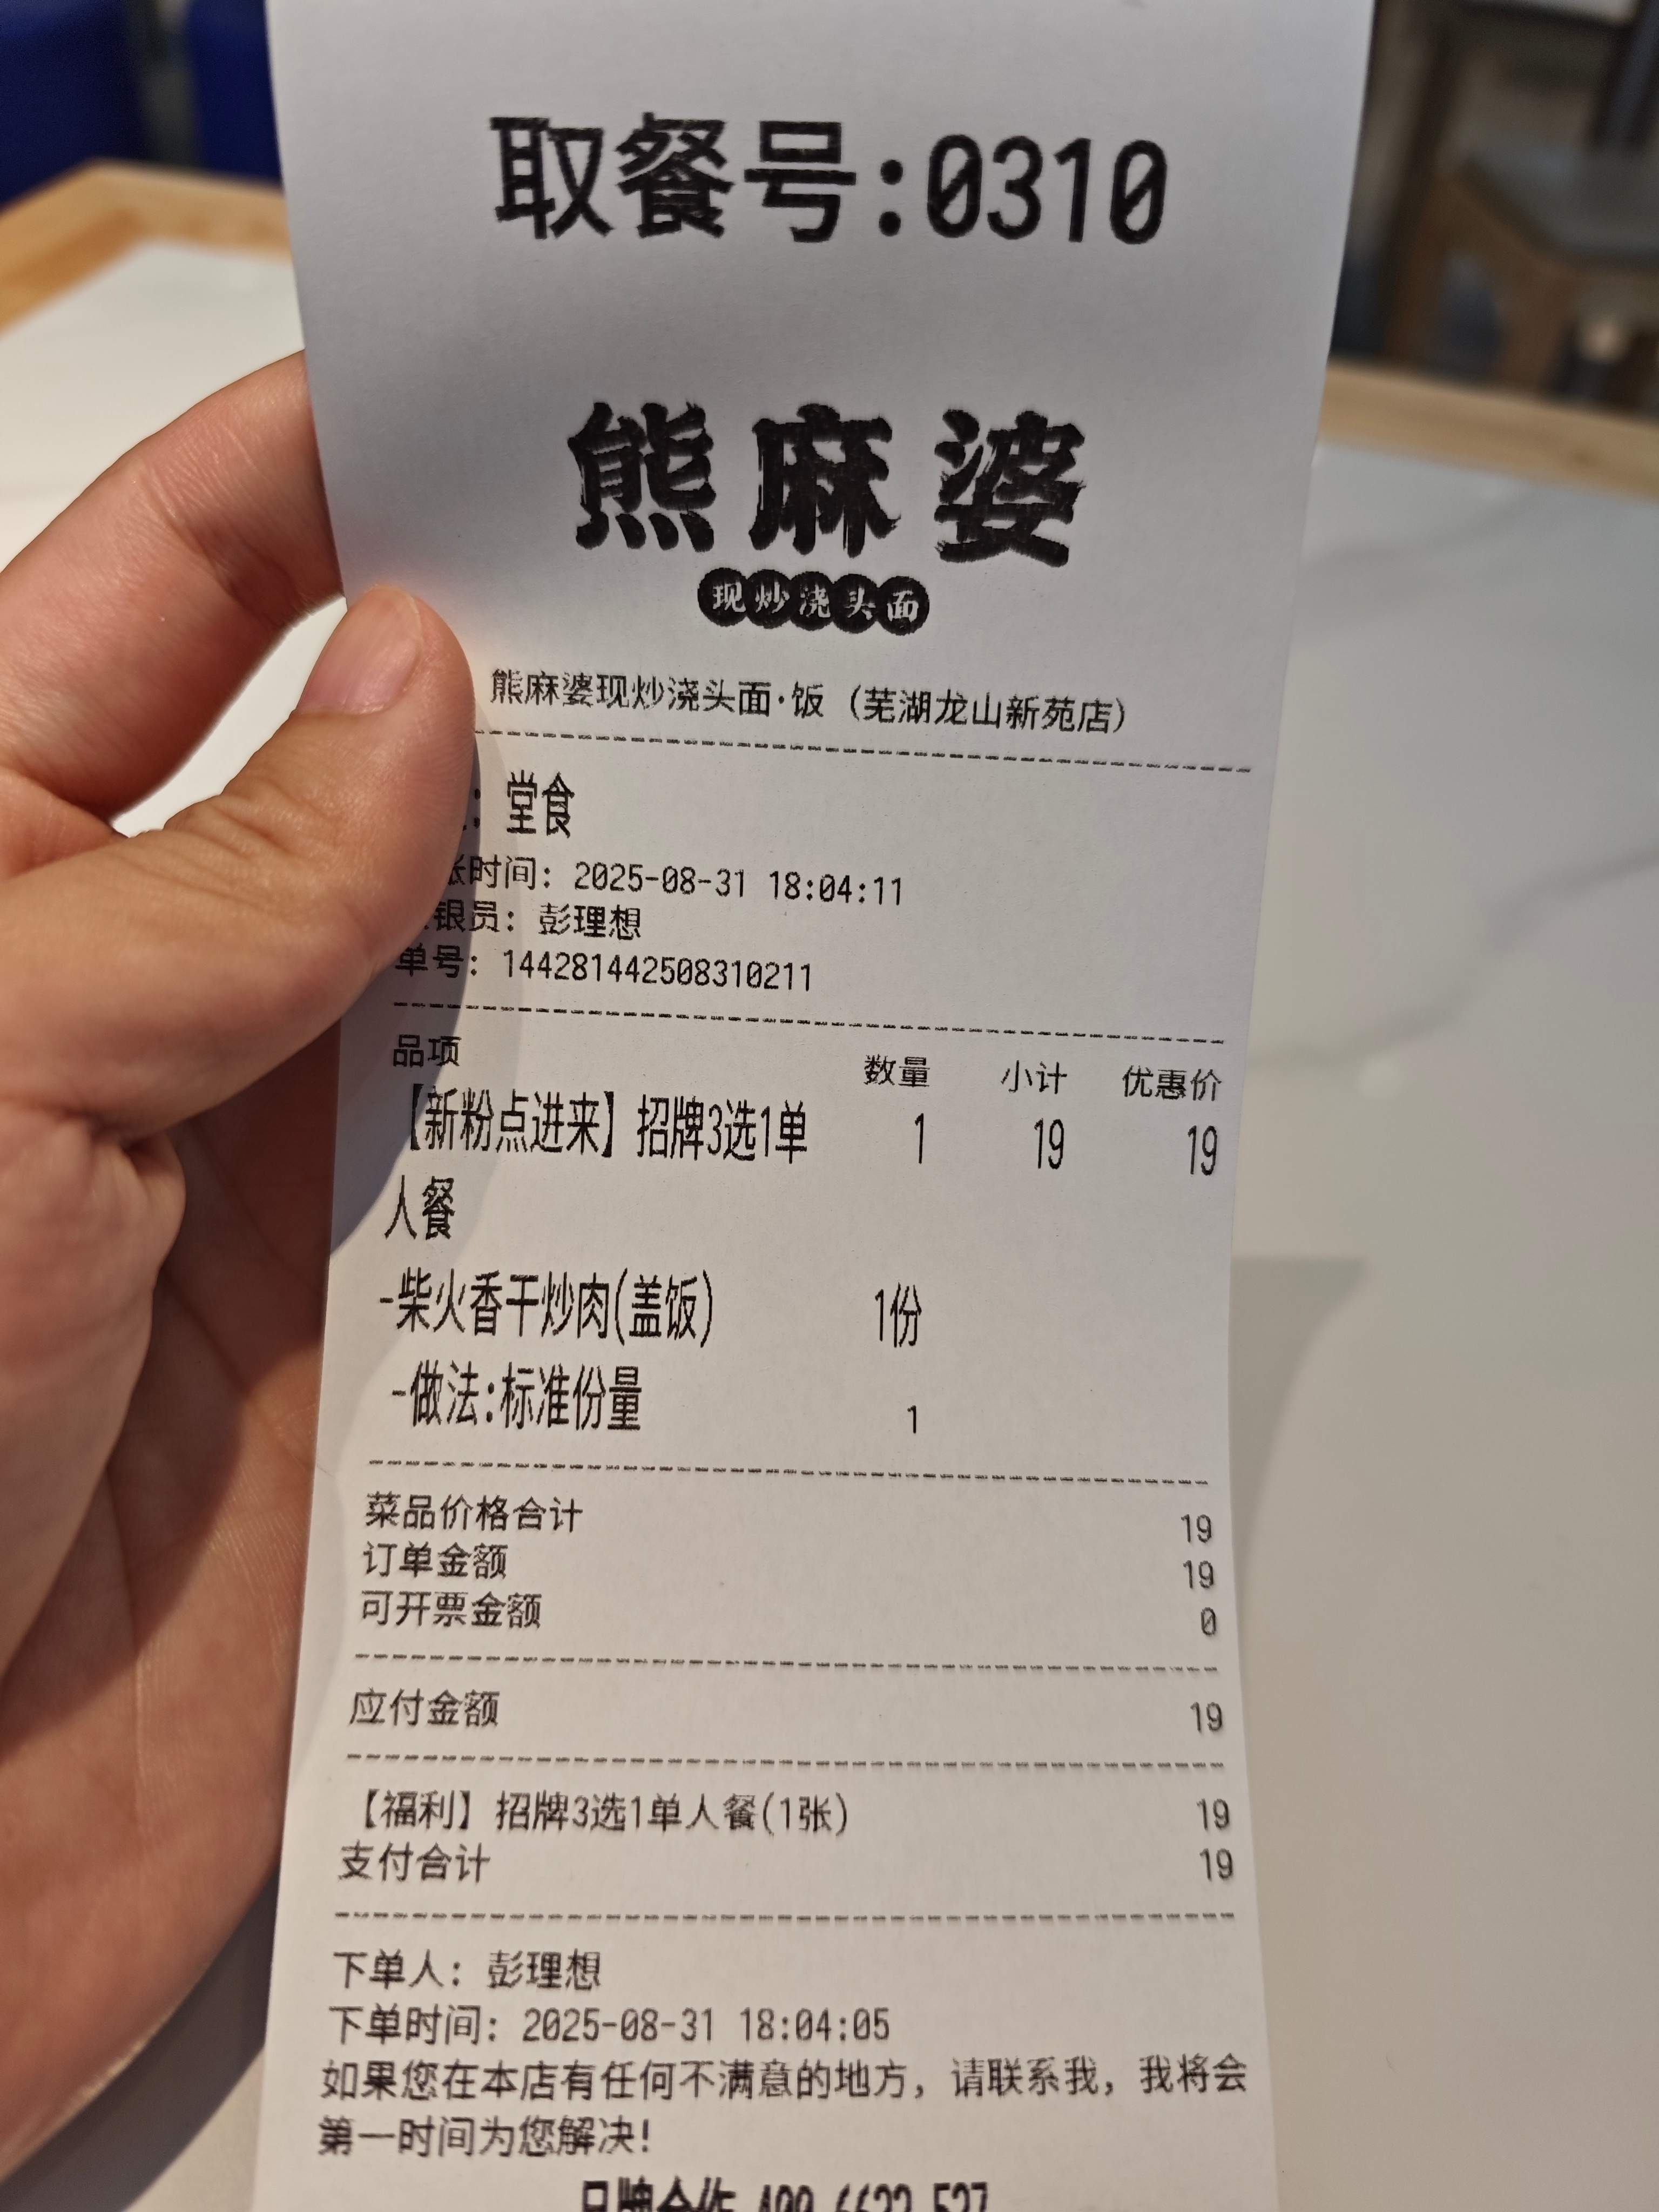 取餐号:0310
熊麻婆
现炒浇头面
熊麻婆现炒浇头面·饭（芜湖龙山新苑店）
: 堂食
张时间: 2025-08-31 18:04:11
银员: 彭理想
单号: 144281442508310211
品项 数量 小计 优惠价
【新粉点进来】招牌3选1单 1 19 19
人餐
-柴火香干炒肉(盖饭) 1份
-做法:标准份量 1
菜品价格合计 19
订单金额 19
可开票金额 0
应付金额 19
【福利】招牌3选1单人餐(1张) 19
支付合计 19
下单人: 彭理想
下单时间: 2025-08-31 18:04:05
如果您在本店有任何不满意的地方，请联系我，我将会
第一时间为您解决!
品牌合作 400 6622 527